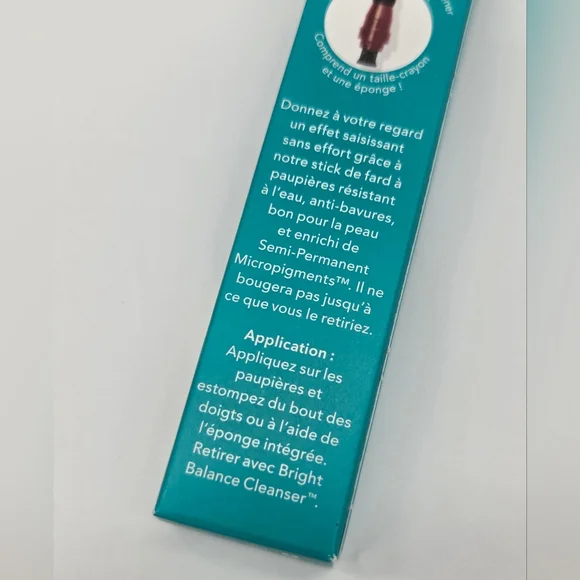 Comprend un taille-crayon
et une éponge !
Donnez à votre regard
un effet saisissant
sans effort grâce à
notre stick de fard à
paupières résistant
à l'eau, anti-bavures,
bon pour la peau
et enrichi de
Semi-Permanent
Micropigments™. Il ne
bougera pas jusqu'à
ce que vous le retiriez.
Application :
Appliquez sur les
paupières et
estompez du bout des
doigts ou à l'aide de
l'éponge intégrée.
Retirer avec Bright
Balance Cleanser™.